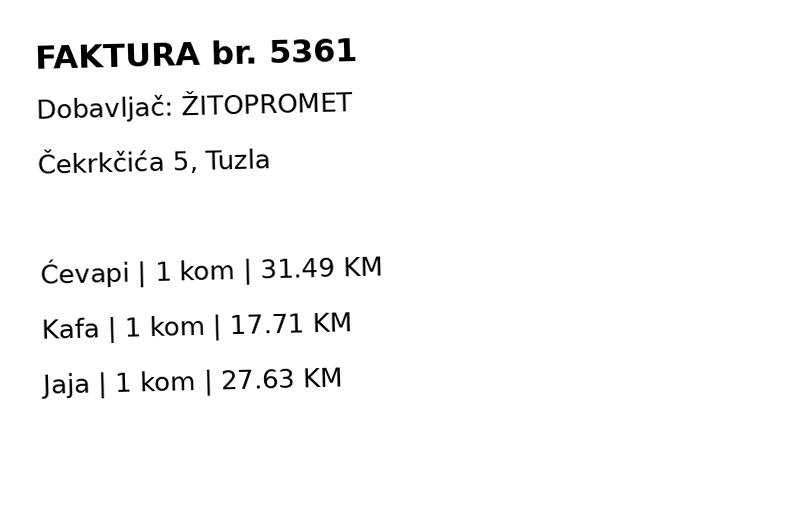 FAKTURA br. 5361
Dobavljač: ŽITOPROMET
Čekrkčića 5, Tuzla
Ćevapi | 1 kom | 31.49 KM
Kafa | 1 kom | 17.71 KM
Jaja | 1 kom | 27.63 KM